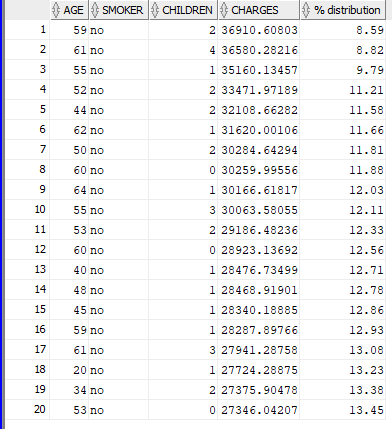 AGE SMOKER CHILDREN CHARGES % distribution
1 59 no 2 36910.60803 8.59
2 61 no 4 36580.28216 8.82
3 55 no 1 35160.13457 9.79
4 52 no 2 33471.97189 11.21
5 44 no 2 32108.66282 11.58
6 62 no 1 31620.00106 11.66
7 50 no 2 30284.64294 11.81
8 60 no 0 30259.99556 11.88
9 64 no 1 30166.61817 12.03
10 55 no 3 30063.58055 12.11
11 53 no 2 29186.48236 12.33
12 60 no 0 28923.13692 12.56
13 40 no 1 28476.73499 12.71
14 48 no 1 28468.91901 12.78
15 45 no 1 28340.18885 12.86
16 59 no 1 28287.89766 12.93
17 61 no 3 27941.28758 13.08
18 20 no 1 27724.28875 13.23
19 34 no 2 27375.90478 13.38
20 53 no 0 27346.04207 13.45